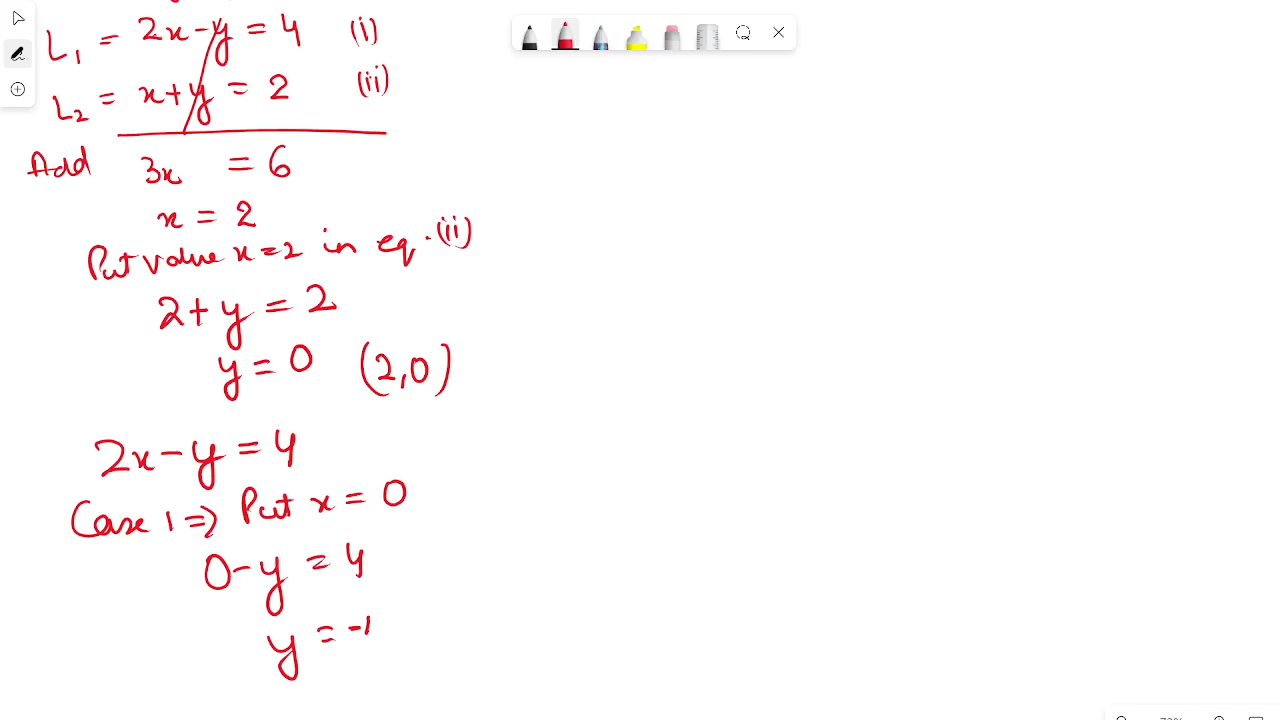 L₁ = 2x-y = 4 (i)
L₂ = x+y = 2 (ii)
Add 3x = 6
x = 2
Put value x=2 in eq.(ii)
2+y = 2
y = 0 (2,0)
2x-y = 4
Case 1 => Put x = 0
0-y = 4
y = -